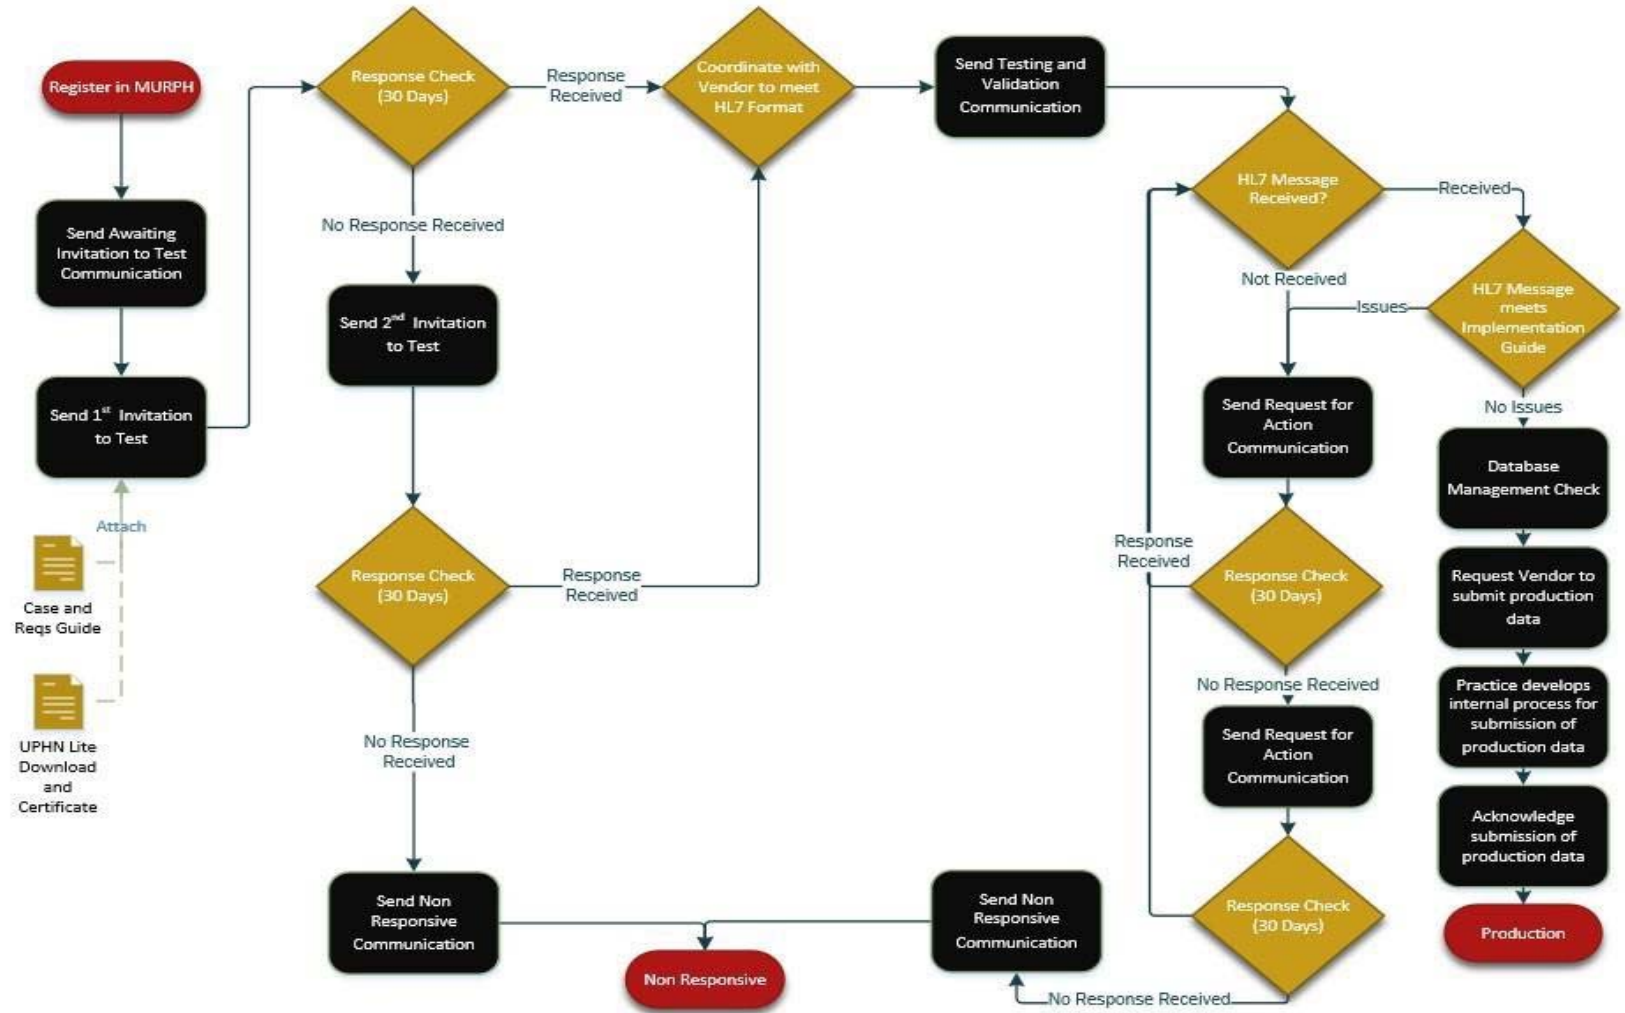 Register in MURPH
Send Awaiting
Invitation to Test
Communication
Send 1st Invitation
to Test
Attach
Case and
Reqs Guide
UPHN Lite
Download
and
Certificate
Response Check
(30 Days)
Response
Received
No Response Received
Send 2nd Invitation
to Test
Response Check
(30 Days)
Response
Received
No Response
Received
Send Non
Responsive
Communication
Non Responsive
Coordinate with
Vendor to meet
HL7 Format
Send Testing and
Validation
Communication
HL7 Message
Received?
Received
Not Received
HL7 Message
meets
Implementation
Guide
Issues
No Issues
Send Request for
Action
Communication
Response
Received
Response Check
(30 Days)
No Response Received
Send Request for
Action
Communication
Response Check
(30 Days)
No Response Received
Send Non
Responsive
Communication
Database
Management Check
Request Vendor to
submit production
data
Practice develops
internal process for
submission of
production data
Acknowledge
submission of
production data
Production